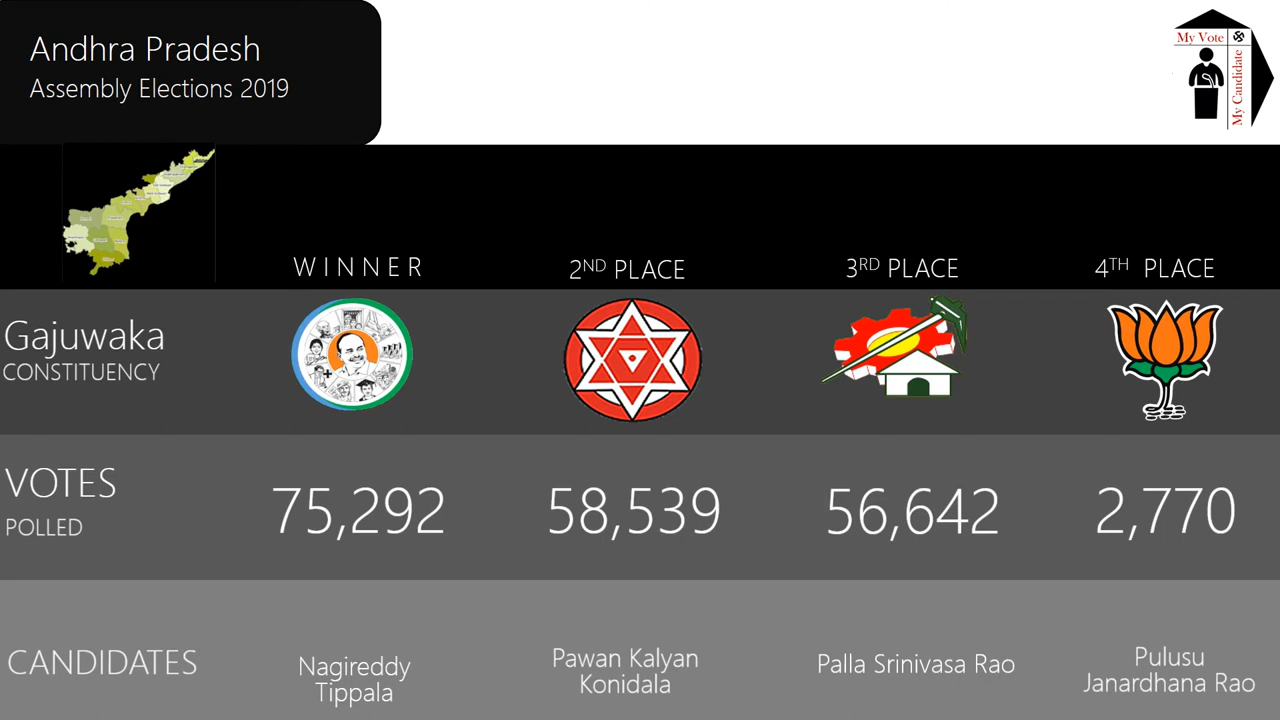 Andhra Pradesh
Assembly Elections 2019
My Vote
My Candidate
WINNER
2ND PLACE
3RD PLACE
4TH PLACE
Gajuwaka
CONSTITUENCY
VOTES
POLLED
75,292
58,539
56,642
2,770
CANDIDATES
Nagireddy
Tippala
Pawan Kalyan
Konidala
Palla Srinivasa Rao
Pulusu
Janardhana Rao